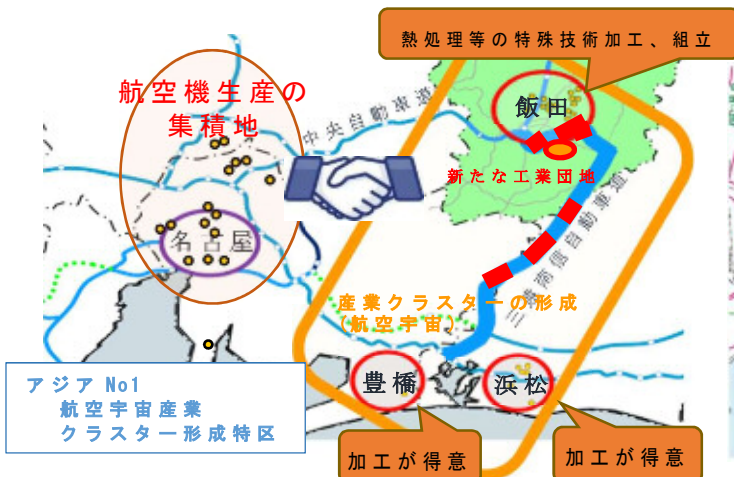 熱処理等の特殊技術加工、組立
航空機生産の
集積地
中央自動車道
飯田
新たな工業団地
名古屋
三遠南信自動車道
産業クラスターの形成
(航空宇宙)
アジア No1
航空宇宙産業
クラスター形成特区
豊橋
浜松
加工が得意
加工が得意